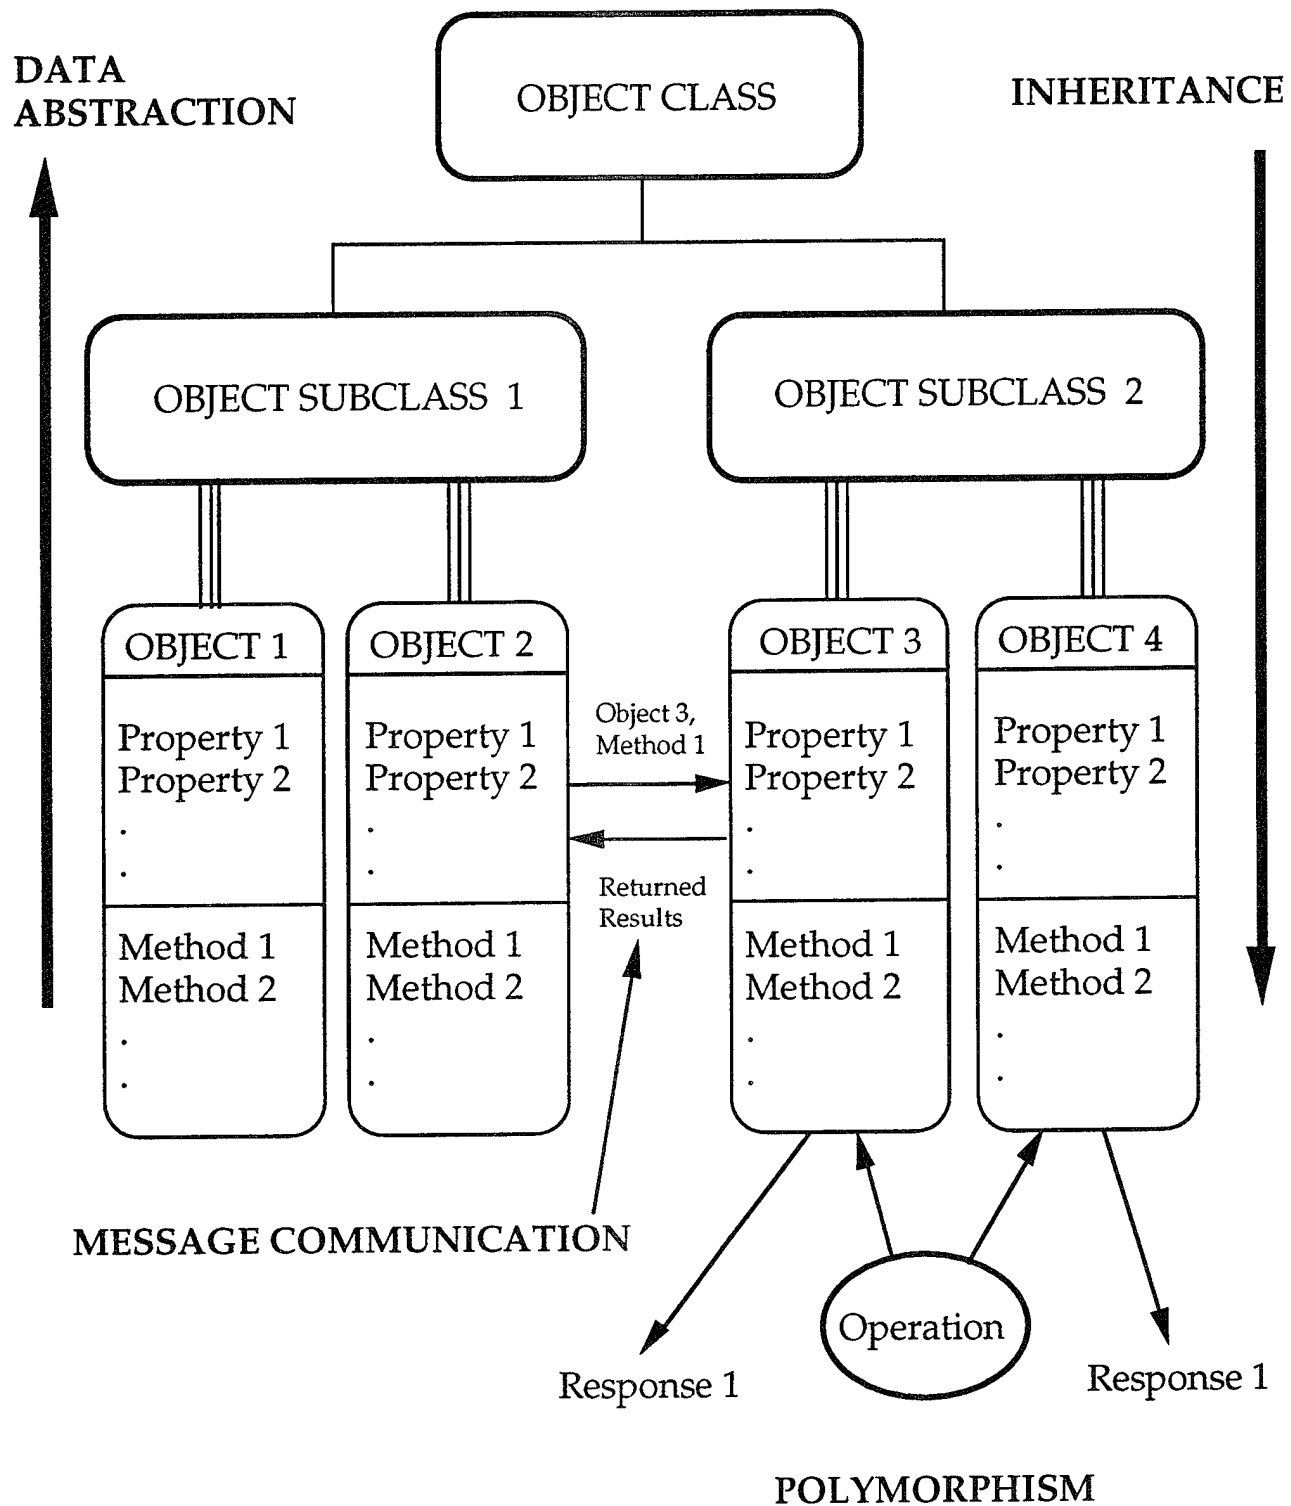 DATA
ABSTRACTION
OBJECT CLASS
INHERITANCE
OBJECT SUBCLASS 1
OBJECT SUBCLASS 2
OBJECT 1
Property 1
Property 2
.
.
Method 1
Method 2
.
.
OBJECT 2
Property 1
Property 2
.
.
Method 1
Method 2
.
.
Object 3,
Method 1
Returned
Results
OBJECT 3
Property 1
Property 2
.
.
Method 1
Method 2
.
.
OBJECT 4
Property 1
Property 2
.
.
Method 1
Method 2
.
.
MESSAGE COMMUNICATION
Operation
Response 1
Response 1
POLYMORPHISM